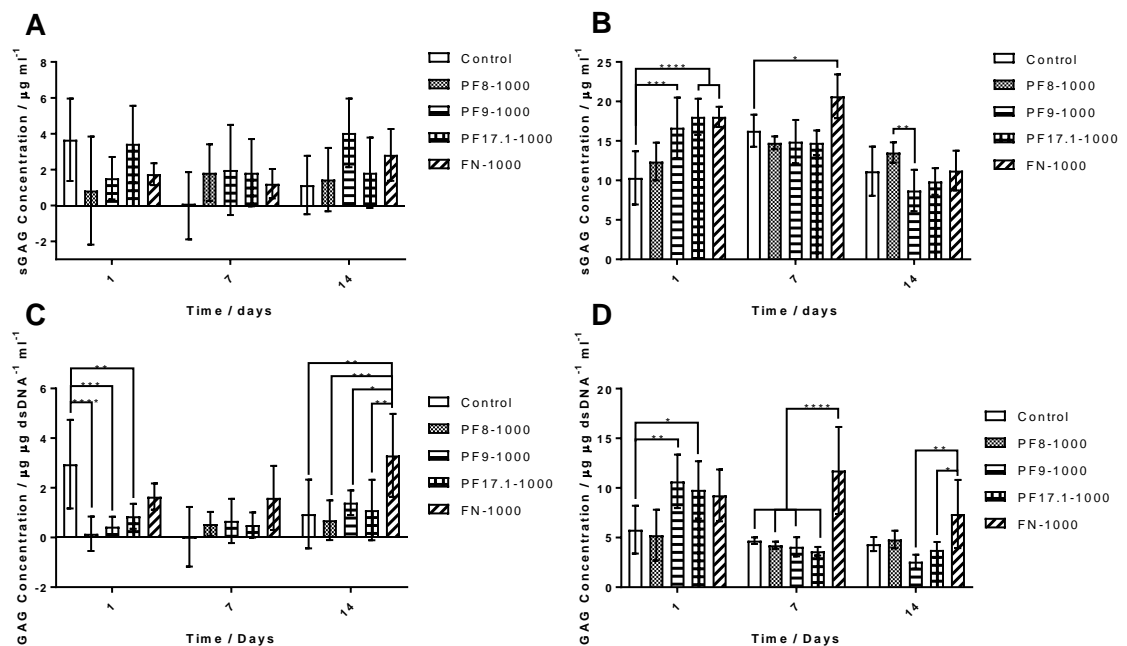 A
sGAG Concentration / µg ml-1
8
6
4
2
0
-2
1
7
14
Time / days
Control
PF8-1000
PF9-1000
PF17.1-1000
FN-1000
B
sGAG Concentration / µg ml-1
25
20
15
10
5
0
****
***
*
**
1
7
14
Time / days
Control
PF8-1000
PF9-1000
PF17.1-1000
FN-1000
C
GAG Concentration / µg µg dsDNA-1 ml-1
6
4
2
0
-2
**
***
****
**
***
*
**
1
7
14
Time / Days
Control
PF8-1000
PF9-1000
PF17.1-1000
FN-1000
D
GAG Concentration / µg µg dsDNA-1 ml-1
20
15
10
5
0
*
**
****
**
*
1
7
14
Time / Days
Control
PF8-1000
PF9-1000
PF17.1-1000
FN-1000